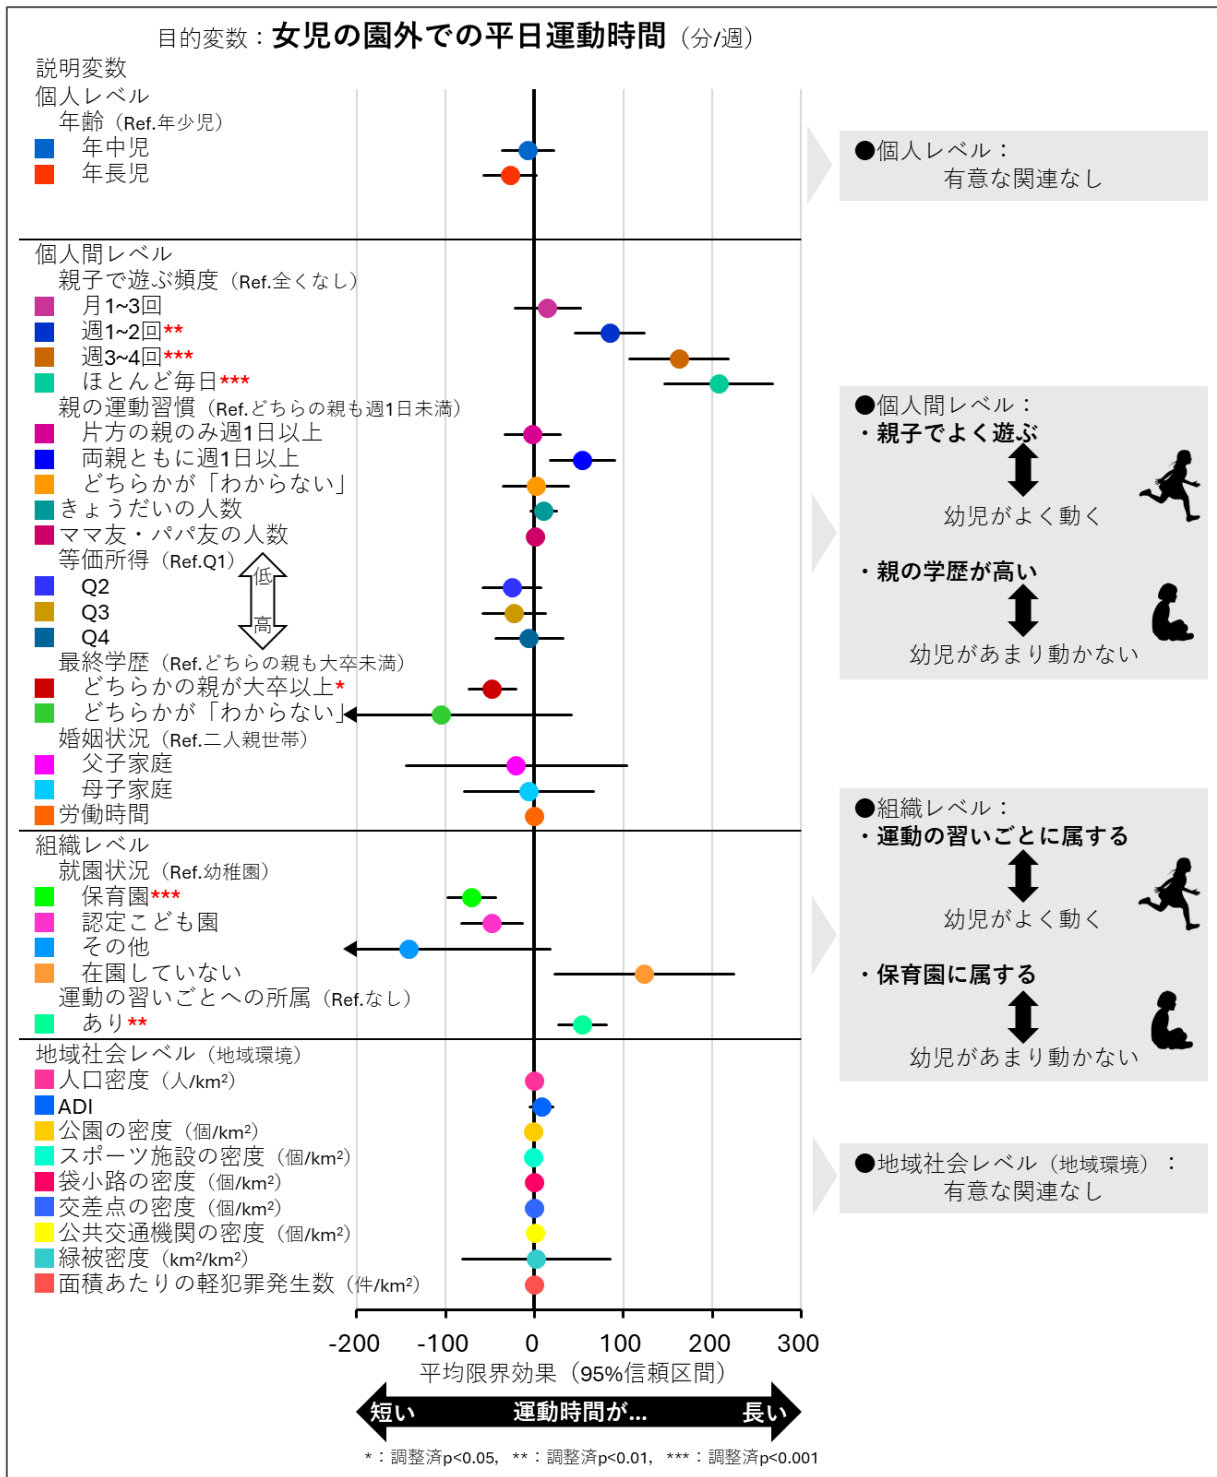 目的変数：女児の園外での平日運動時間（分/週）
説明変数
個人レベル
年齢（Ref.年少児）
年中児
年長児
●個人レベル：
有意な関連なし
個人間レベル
親子で遊ぶ頻度（Ref.全くなし）
月1~3回
週1~2回**
週3~4回***
ほとんど毎日***
親の運動習慣（Ref.どちらの親も週1日未満）
片方の親のみ週1日以上
両親ともに週1日以上
どちらかが「わからない」
きょうだいの人数
ママ友・パパ友の人数
等価所得（Ref.Q1）
低
高
Q2
Q3
Q4
最終学歴（Ref.どちらの親も大卒未満）
どちらかの親が大卒以上*
どちらかが「わからない」
婚姻状況（Ref.二人親世帯）
父子家庭
母子家庭
労働時間
●個人間レベル：
・親子でよく遊ぶ
幼児がよく動く
・親の学歴が高い
幼児があまり動かない
組織レベル
就園状況（Ref.幼稚園）
保育園***
認定こども園
その他
在園していない
運動の習いごとへの所属（Ref.なし）
あり**
●組織レベル：
・運動の習いごとに属する
幼児がよく動く
・保育園に属する
幼児があまり動かない
地域社会レベル（地域環境）
人口密度（人/km²）
ADI
公園の密度（個/km²）
スポーツ施設の密度（個/km²）
袋小路の密度（個/km²）
交差点の密度（個/km²）
公共交通機関の密度（個/km²）
緑被密度（km²/km²）
面積あたりの軽犯罪発生数（件/km²）
●地域社会レベル（地域環境）：
有意な関連なし
-200 -100 0 100 200 300
平均限界効果（95%信頼区間）
短い 運動時間が... 長い
*：調整済p<0.05, **：調整済p<0.01, ***：調整済p<0.001